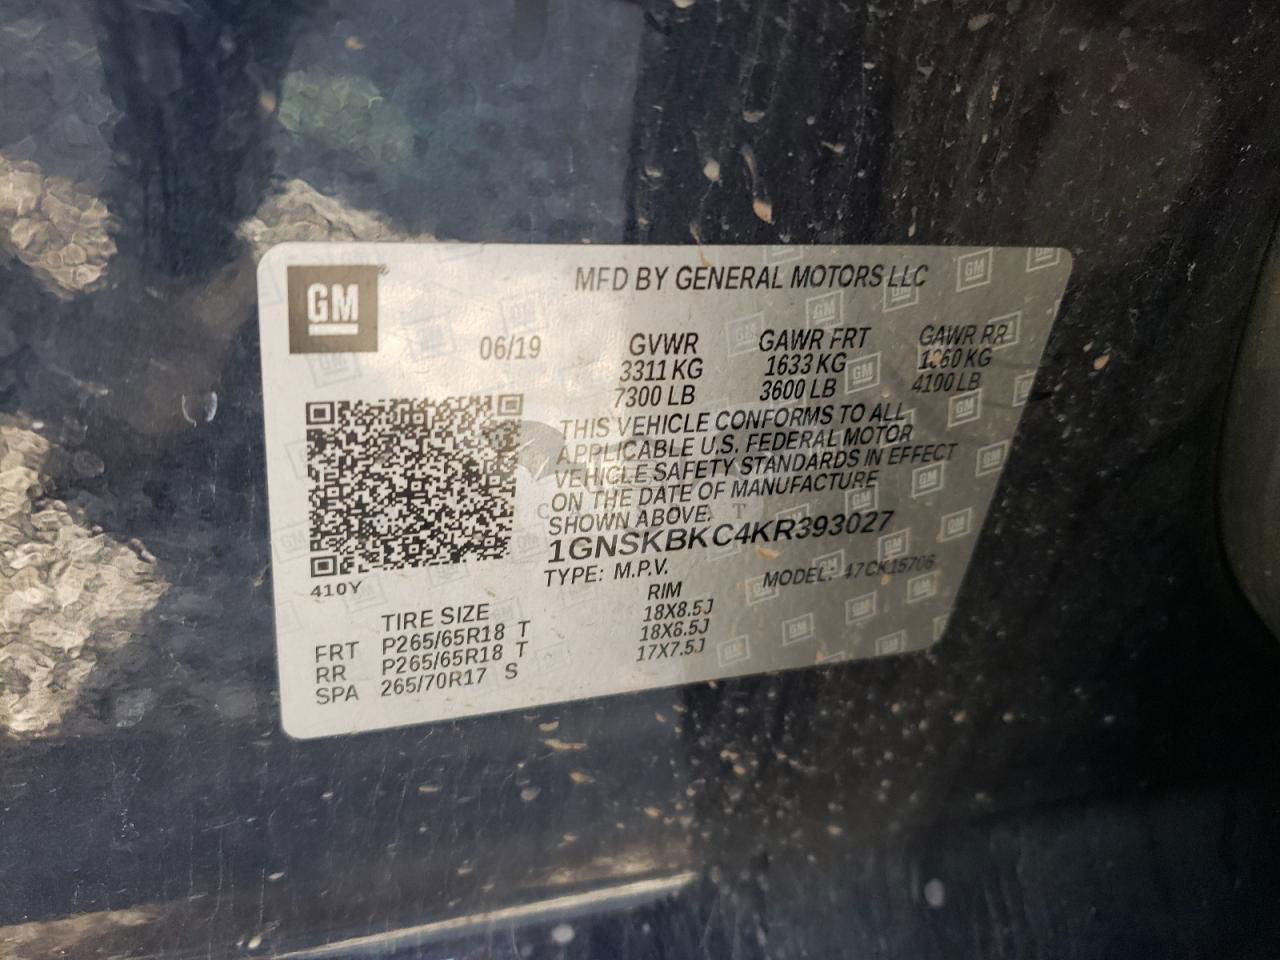 GM
MFD BY GENERAL MOTORS LLC
06/19 GVWR GAWR FRT GAWR RR
3311 KG 1633 KG 1860 KG
7300 LB 3600 LB 4100 LB
THIS VEHICLE CONFORMS TO ALL
APPLICABLE U.S. FEDERAL MOTOR
VEHICLE SAFETY STANDARDS IN EFFECT
ON THE DATE OF MANUFACTURE
SHOWN ABOVE.
1GNSKBKC4KR393027
TYPE: M.P.V. MODEL: 47CK15706
410Y
TIRE SIZE RIM
FRT P265/65R18 T 18X8.5J
RR P265/65R18 T 18X6.5J
SPA 265/70R17 S 17X7.5J